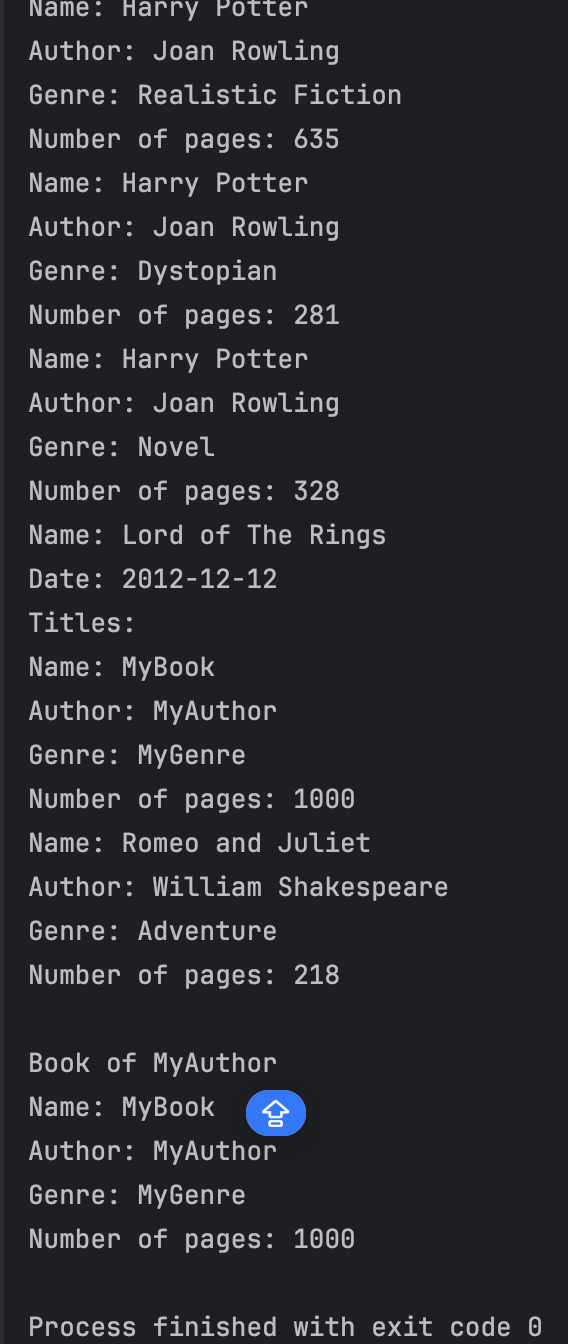 Name: Harry Potter
Author: Joan Rowling
Genre: Realistic Fiction
Number of pages: 635
Name: Harry Potter
Author: Joan Rowling
Genre: Dystopian
Number of pages: 281
Name: Harry Potter
Author: Joan Rowling
Genre: Novel
Number of pages: 328
Name: Lord of The Rings
Date: 2012-12-12
Titles:
Name: MyBook
Author: MyAuthor
Genre: MyGenre
Number of pages: 1000
Name: Romeo and Juliet
Author: William Shakespeare
Genre: Adventure
Number of pages: 218
Book of MyAuthor
Name: MyBook
Author: MyAuthor
Genre: MyGenre
Number of pages: 1000
Process finished with exit code 0